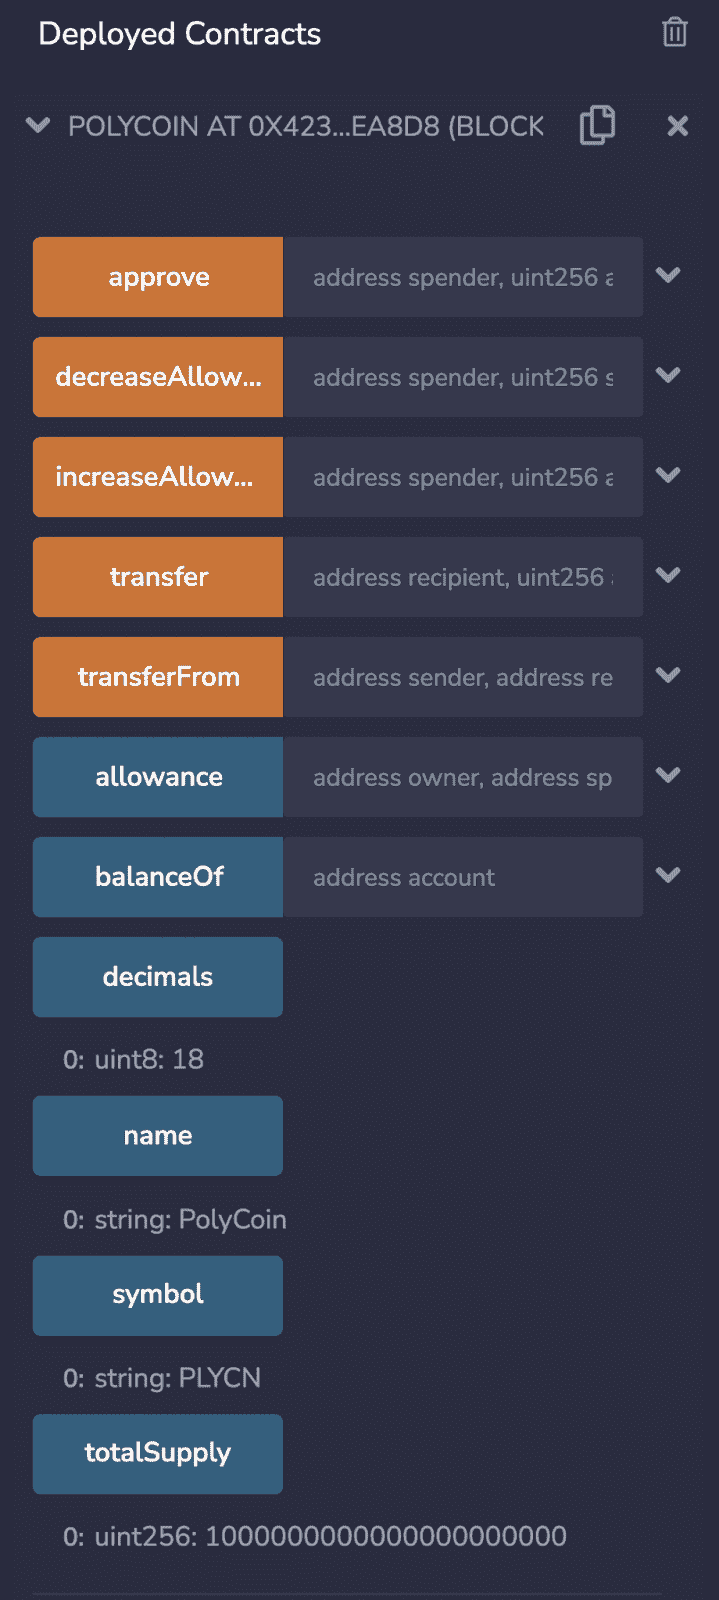 Deployed Contracts
POLYCOIN AT 0X423...EA8D8 (BLOCK
approve address spender, uint256 a
decreaseAllow... address spender, uint256 s
increaseAllow... address spender, uint256 a
transfer address recipient, uint256
transferFrom address sender, address re
allowance address owner, address sp
balanceOf address account
decimals
0: uint8: 18
name
0: string: PolyCoin
symbol
0: string: PLYCN
totalSupply
0: uint256: 1000000000000000000000